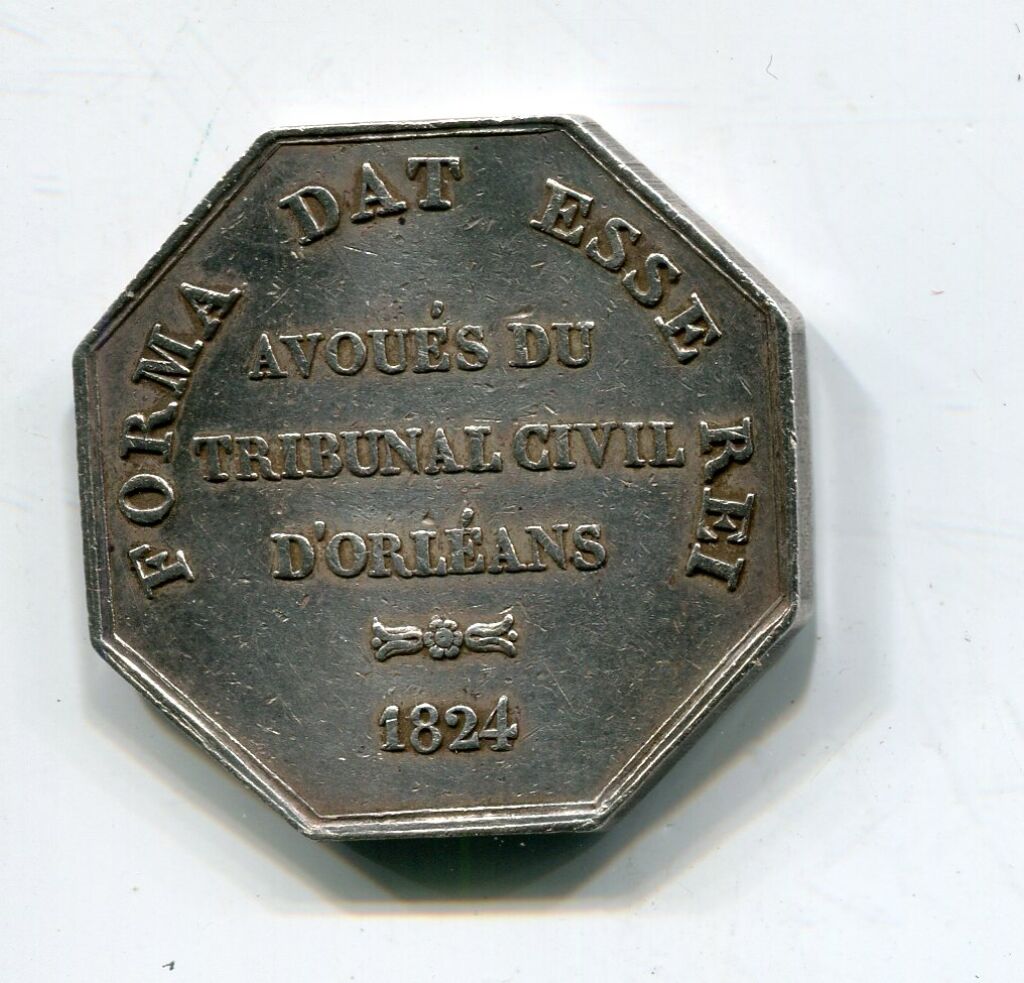 FORMA DAT ESSE REI
AVOUÉS DU
TRIBUNAL CIVIL
D'ORLÉANS
1824